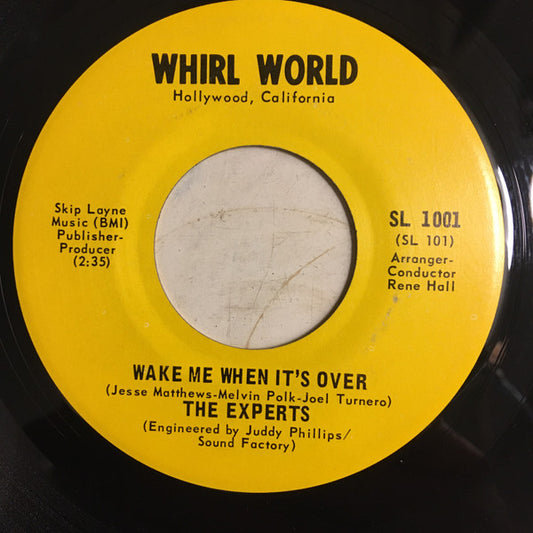 WHIRL WORLD
Hollywood, California
Skip Layne
Music (BMI)
Publisher-
Producer
(2:35)
SL 1001
(SL 101)
Arranger-
Conductor
Rene Hall
WAKE ME WHEN IT'S OVER
(Jesse Matthews-Melvin Polk-Joel Turnero)
THE EXPERTS
(Engineered by Juddy Phillips/
Sound Factory)